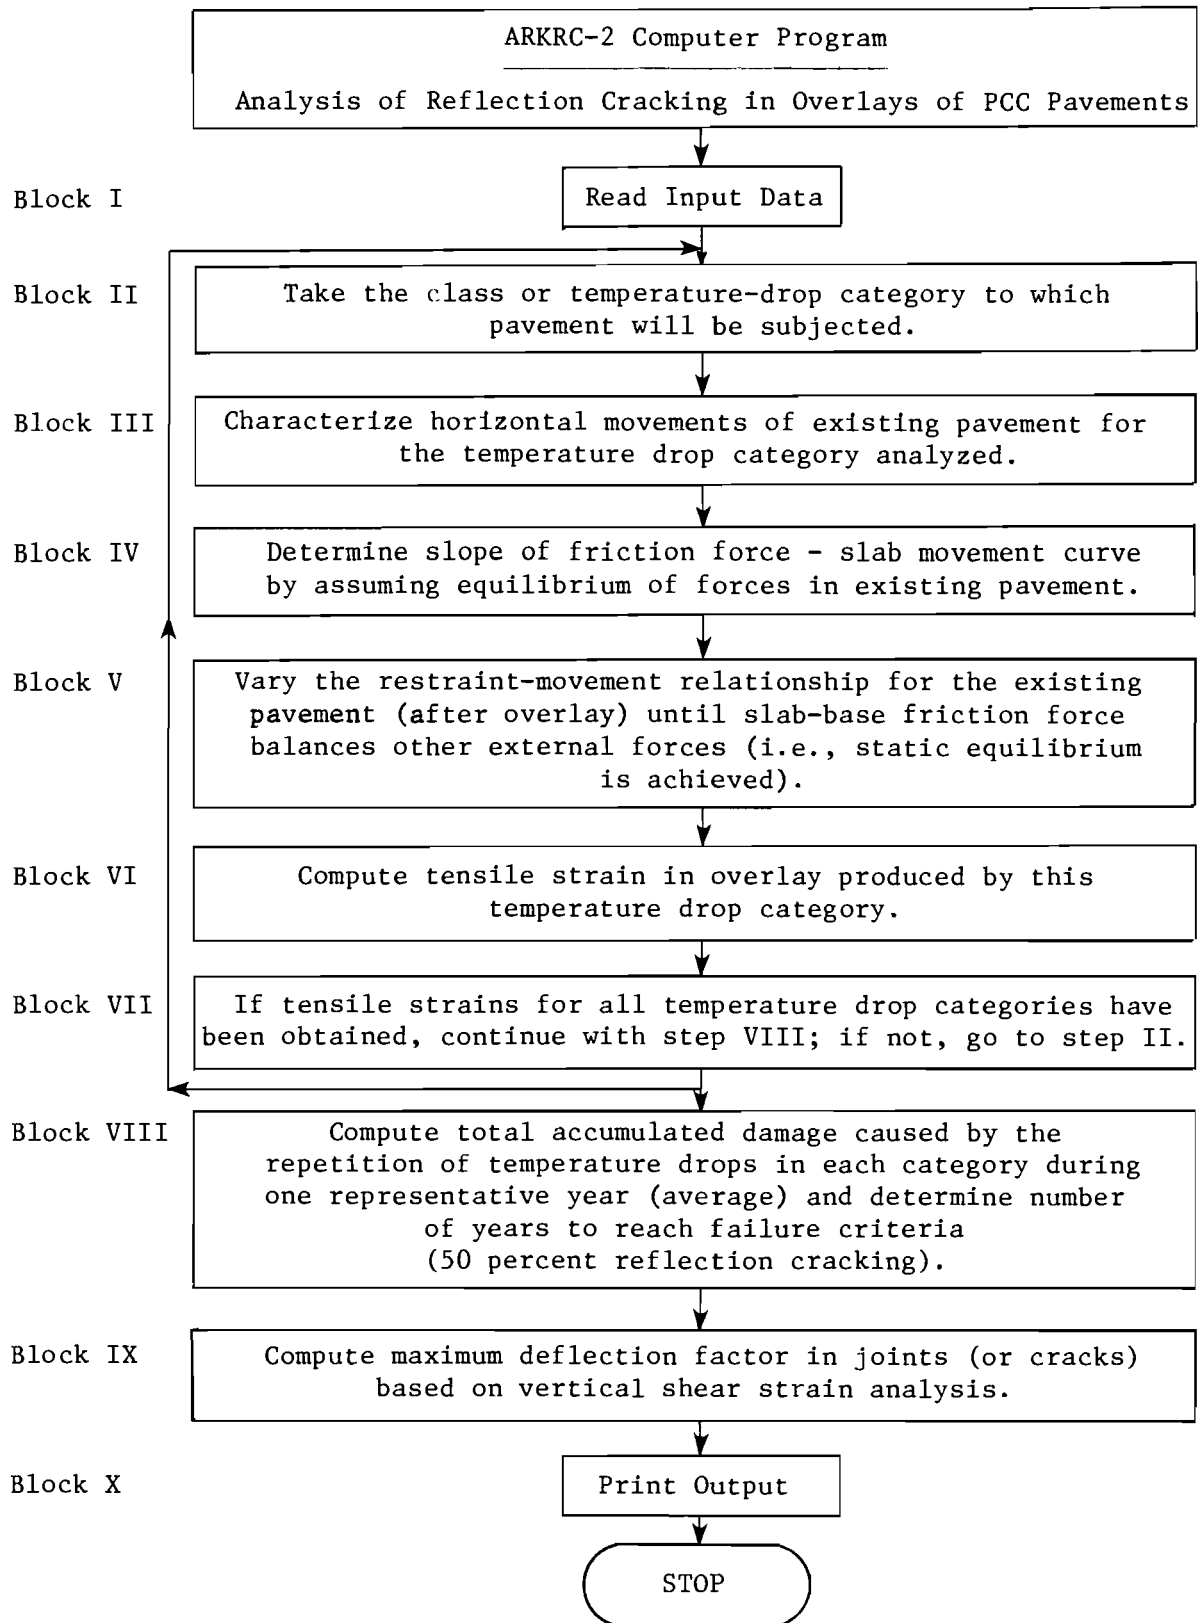 ARKRC-2 Computer Program
Analysis of Reflection Cracking in Overlays of PCC Pavements
Block I
Read Input Data
Block II
Take the class or temperature-drop category to which
pavement will be subjected.
Block III
Characterize horizontal movements of existing pavement for
the temperature drop category analyzed.
Block IV
Determine slope of friction force - slab movement curve
by assuming equilibrium of forces in existing pavement.
Block V
Vary the restraint-movement relationship for the existing
pavement (after overlay) until slab-base friction force
balances other external forces (i.e., static equilibrium
is achieved).
Block VI
Compute tensile strain in overlay produced by this
temperature drop category.
Block VII
If tensile strains for all temperature drop categories have
been obtained, continue with step VIII; if not, go to step II.
Block VIII
Compute total accumulated damage caused by the
repetition of temperature drops in each category during
one representative year (average) and determine number
of years to reach failure criteria
(50 percent reflection cracking).
Block IX
Compute maximum deflection factor in joints (or cracks)
based on vertical shear strain analysis.
Block X
Print Output
STOP